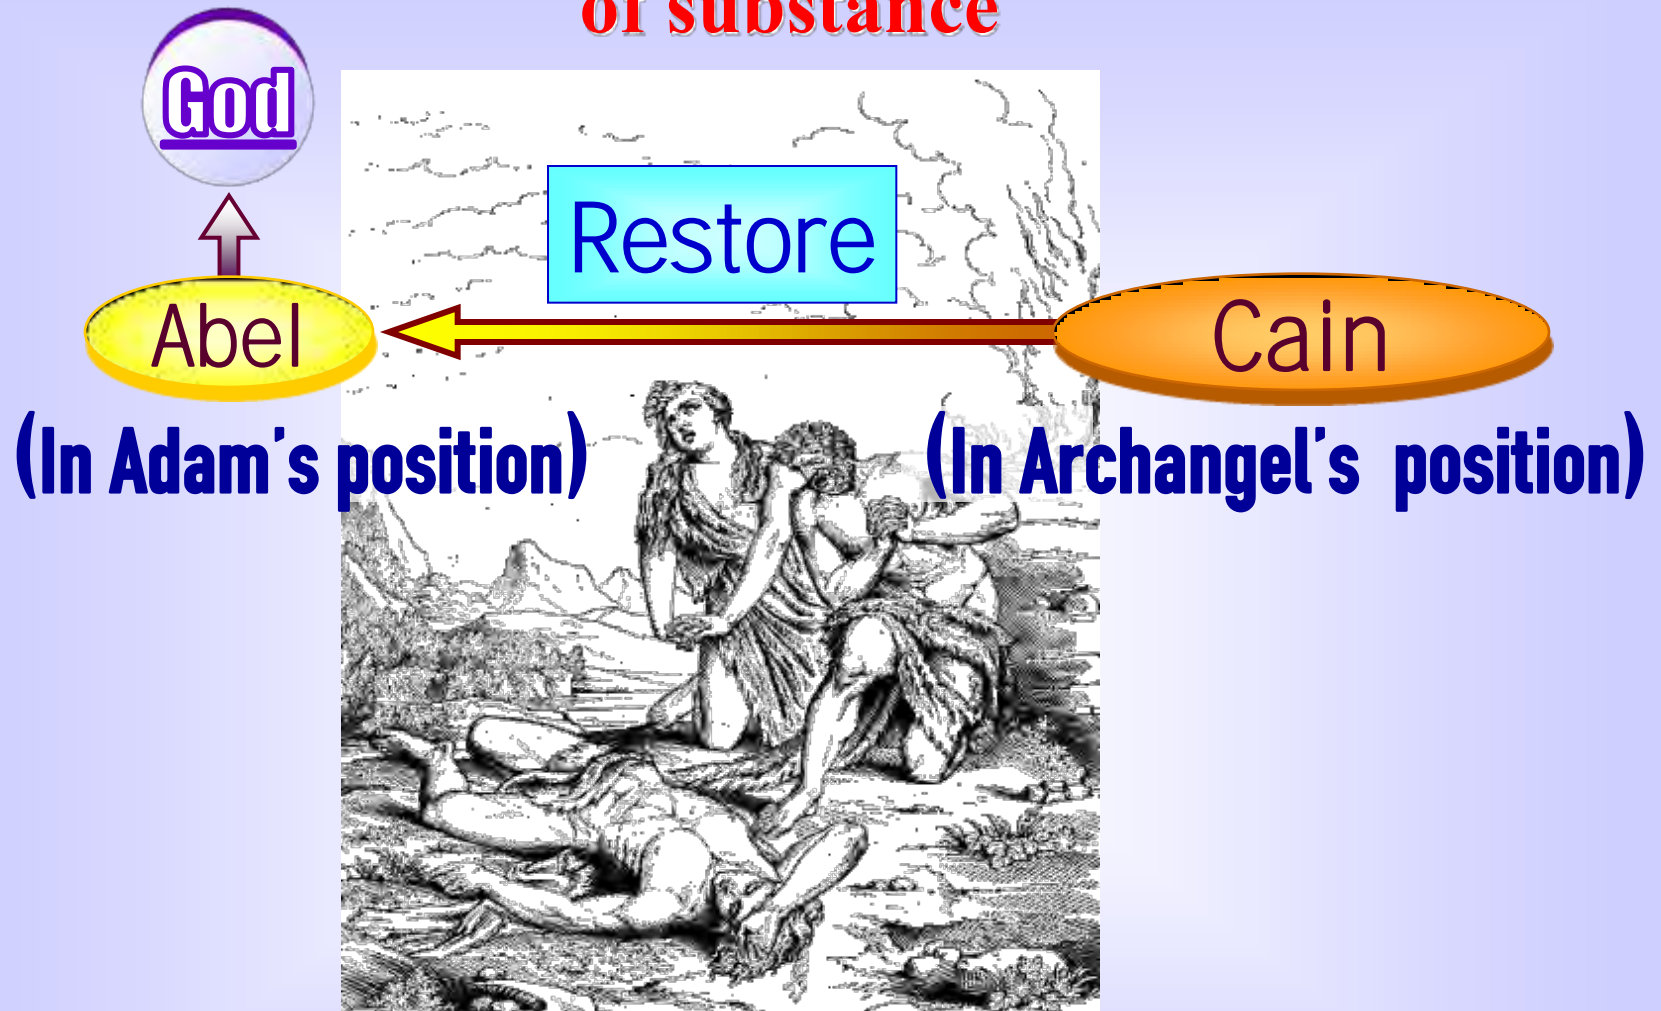 of substance
God
Restore
Abel
Cain
(In Adam's position)
(In Archangel's position)